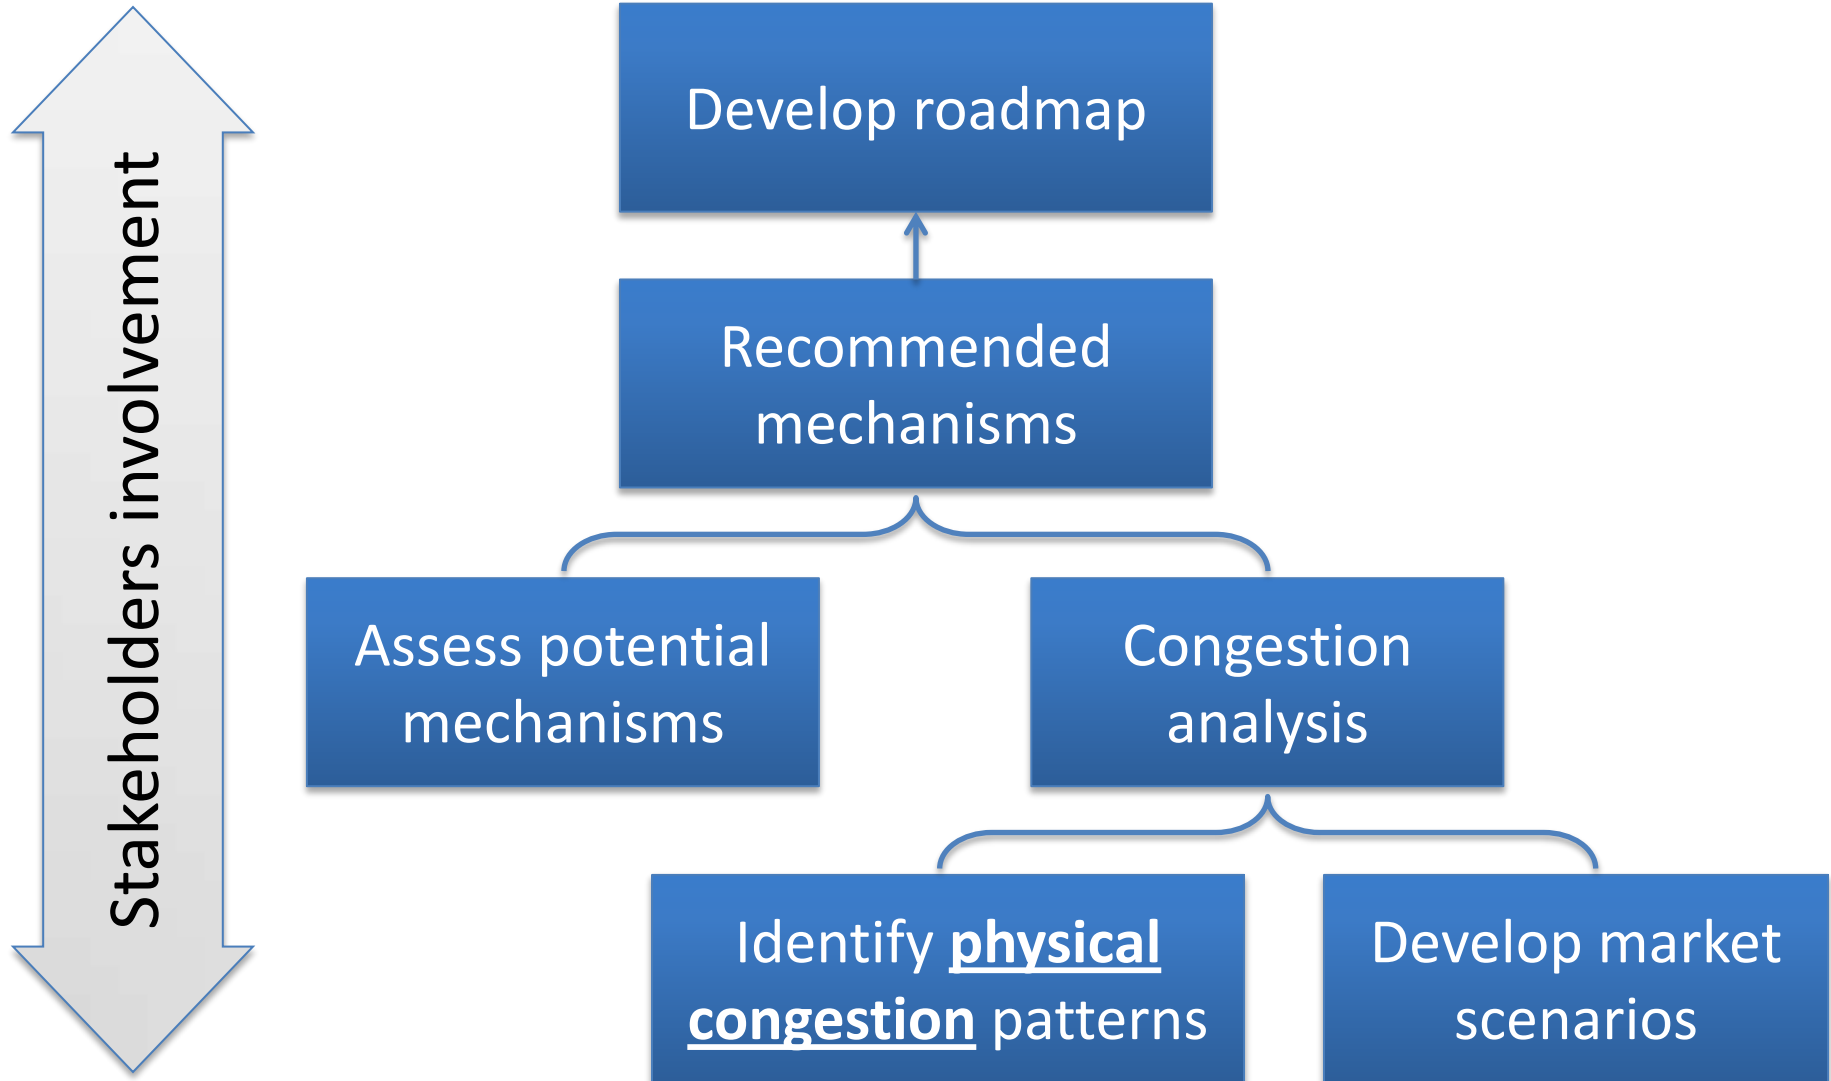 Stakeholders involvement
Develop roadmap
Recommended
mechanisms
Assess potential
mechanisms
Congestion
analysis
Identify physical
congestion patterns
Develop market
scenarios